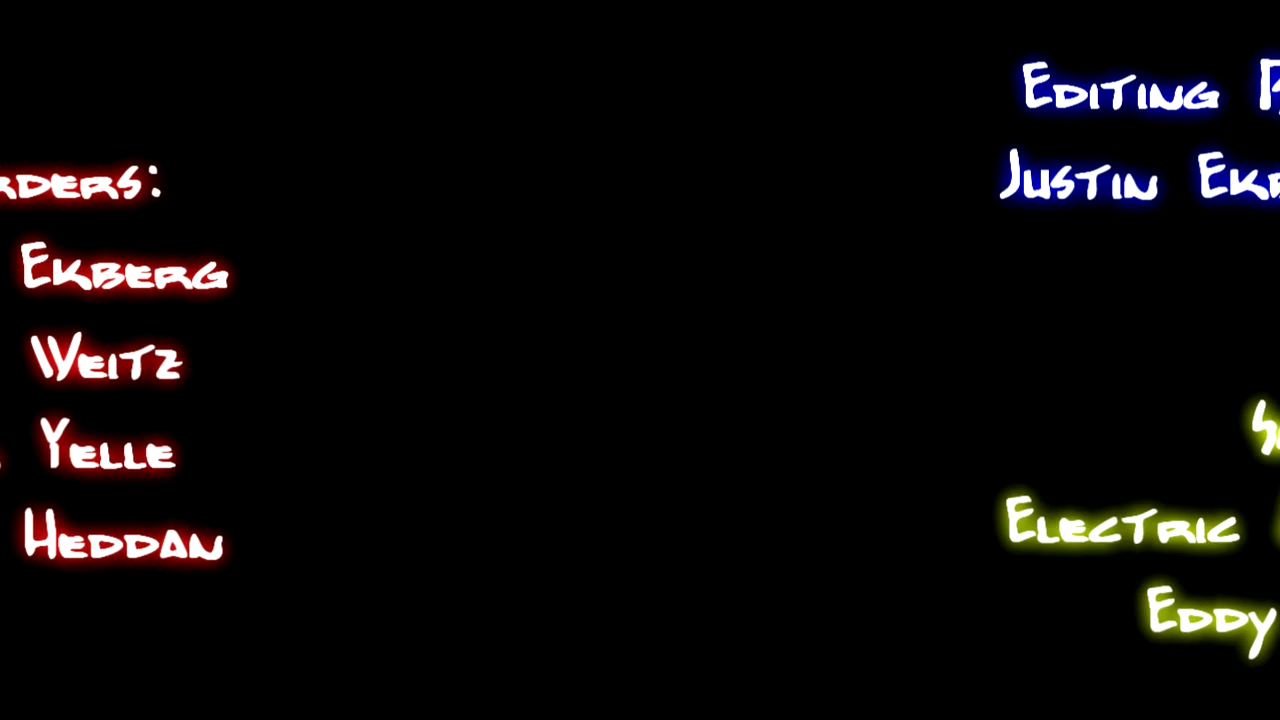 rders:
Ekberg
Weitz
Yelle
Heddan
Editing
Justin
Electric
Eddy